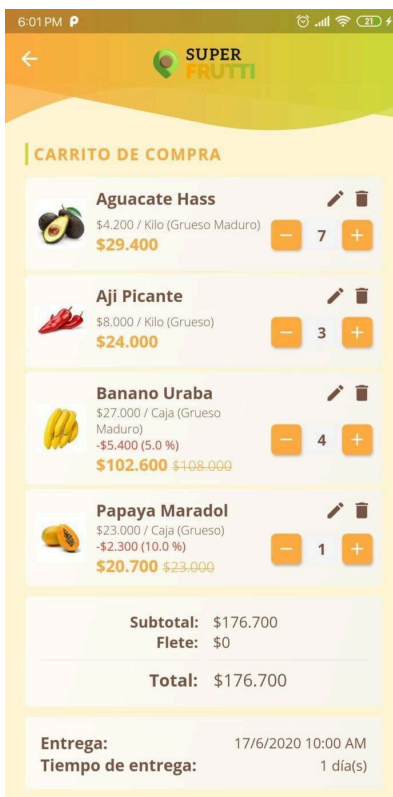 6:01 PM P
21
SUPER
FRUTTI
CARRITO DE COMPRA
Aguacate Hass
$4.200 / Kilo (Grueso Maduro)
$29.400
− 7 +
Aji Picante
$8.000 / Kilo (Grueso)
$24.000
− 3 +
Banano Uraba
$27.000 / Caja (Grueso
Maduro)
-$5.400 (5.0 %)
$102.600 $108.000
− 4 +
Papaya Maradol
$23.000 / Caja (Grueso)
-$2.300 (10.0 %)
$20.700 $23.000
− 1 +
Subtotal: $176.700
Flete: $0
Total: $176.700
Entrega: 17/6/2020 10:00 AM
Tiempo de entrega: 1 día(s)